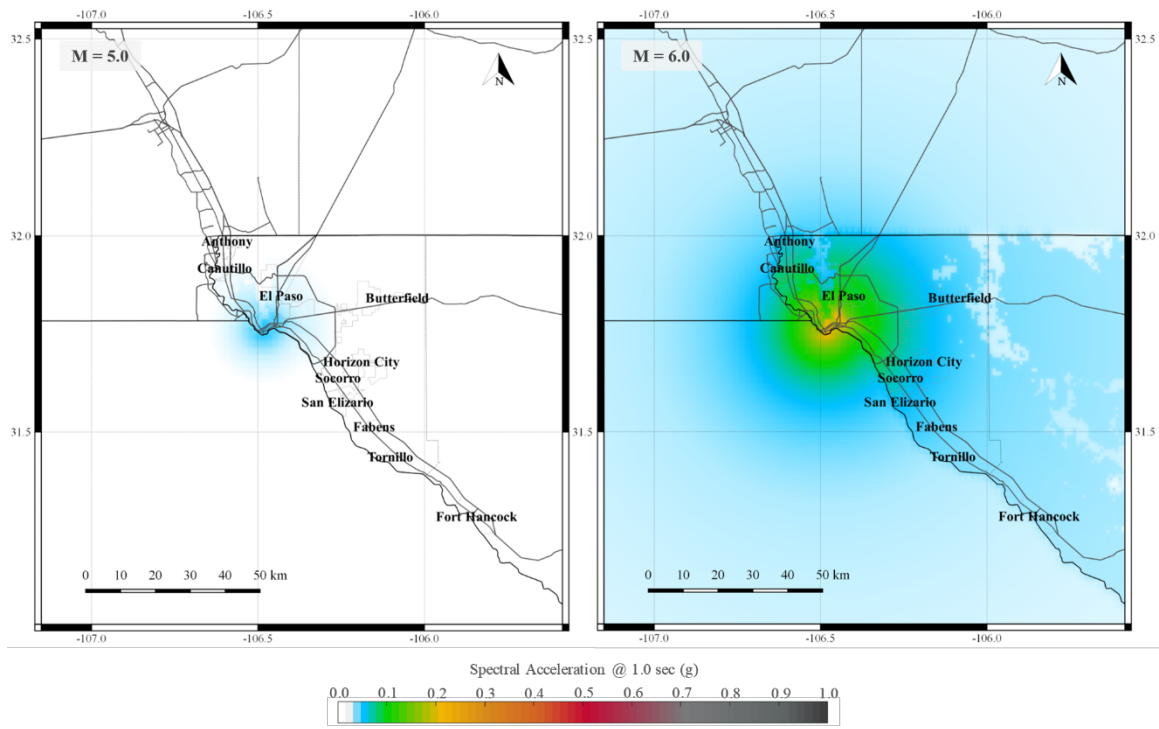 -107.0 -106.5 -106.0
32.5
M = 5.0
N
32.0
Anthony
Canutillo
El Paso
Butterfield
Horizon City
Socorro
San Elizario
31.5
Fabens
Tornillo
Fort Hancock
0 10 20 30 40 50 km
-107.0 -106.5 -106.0
-107.0 -106.5 -106.0
32.5
M = 6.0
N
32.0
Anthony
Canutillo
El Paso
Butterfield
Horizon City
Socorro
San Elizario
31.5
Fabens
Tornillo
Fort Hancock
0 10 20 30 40 50 km
-107.0 -106.5 -106.0
Spectral Acceleration @ 1.0 sec (g)
0.0 0.1 0.2 0.3 0.4 0.5 0.6 0.7 0.8 0.9 1.0